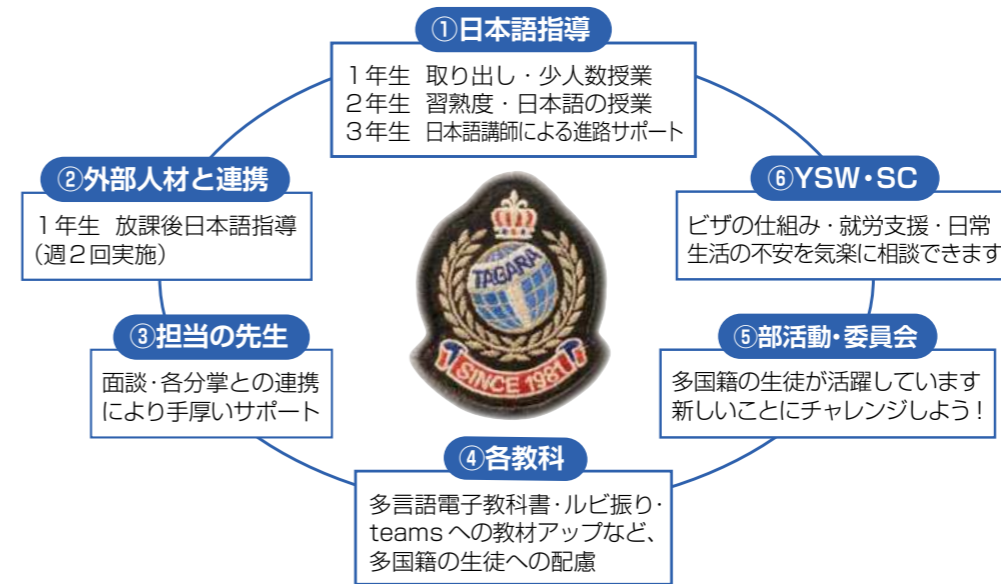 ①日本語指導
1年生 取り出し・少人数授業
2年生 習熟度・日本語の授業
3年生 日本語講師による進路サポート
②外部人材と連携
1年生 放課後日本語指導
(週2回実施)
③担当の先生
面談・各分掌との連携
により手厚いサポート
④各教科
多言語電子教科書・ルビ振り・
teamsへの教材アップなど、
多国籍の生徒への配慮
⑤部活動・委員会
多国籍の生徒が活躍しています
新しいことにチャレンジしよう!
⑥YSW・SC
ビザの仕組み・就労支援・日常
生活の不安を気楽に相談できます
TAGARA
SINCE 1981